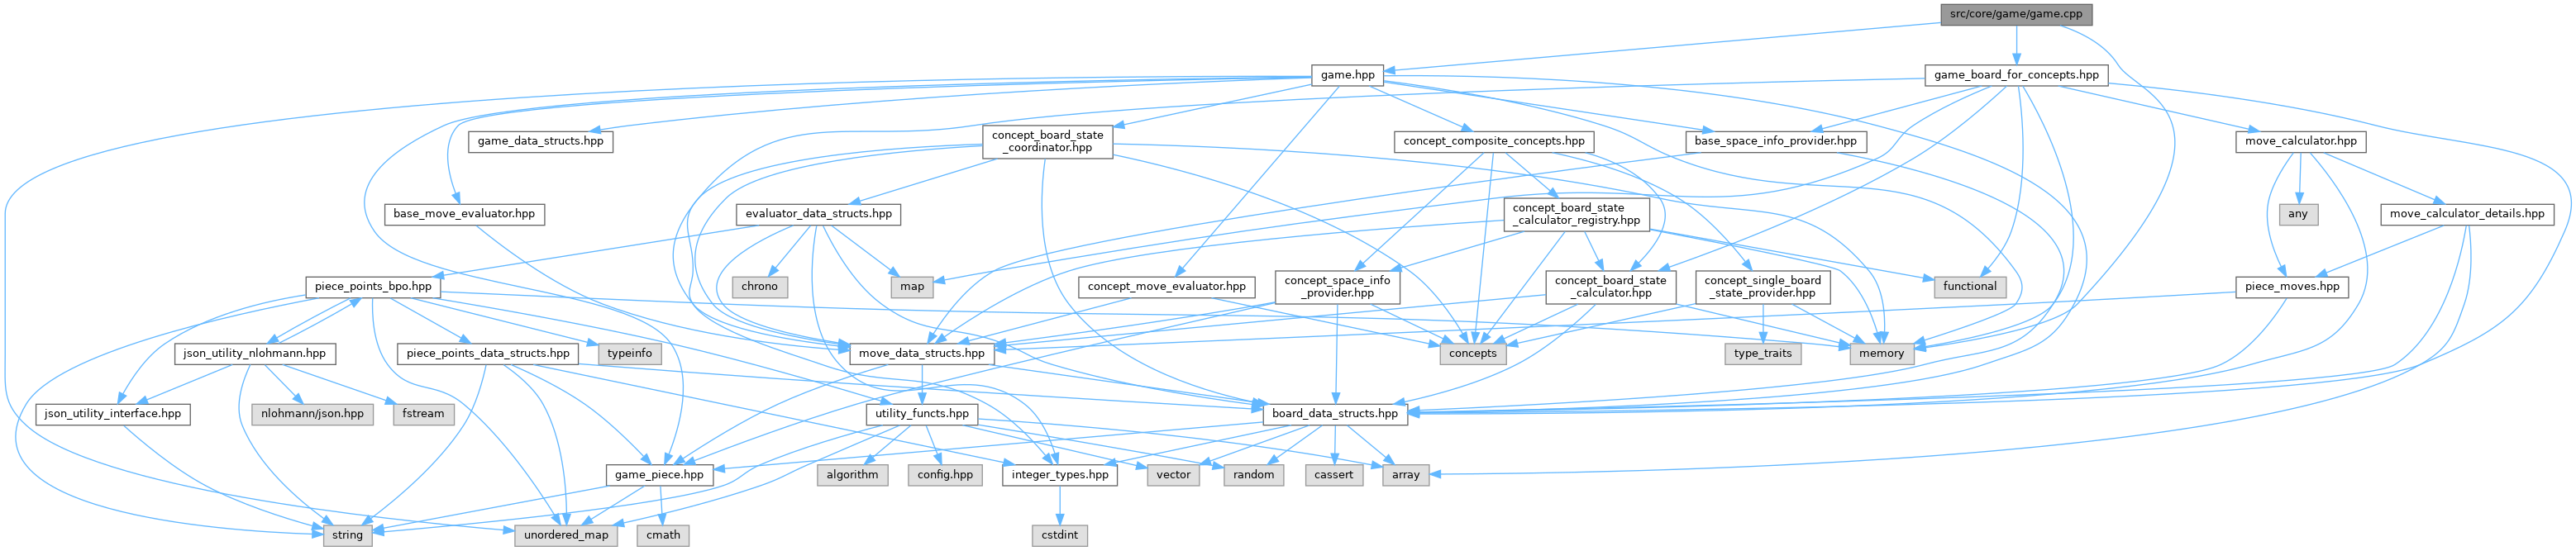 src/core/game/game.cpp
game.hpp
game_board_for_concepts.hpp
game_data_structs.hpp
concept_board_state
_coordinator.hpp
concept_composite_concepts.hpp
base_space_info_provider.hpp
move_calculator.hpp
base_move_evaluator.hpp
evaluator_data_structs.hpp
concept_board_state
_calculator_registry.hpp
any
move_calculator_details.hpp
piece_points_bpo.hpp
chrono
map
concept_move_evaluator.hpp
concept_space_info
_provider.hpp
concept_board_state
_calculator.hpp
concept_single_board
_state_provider.hpp
functional
piece_moves.hpp
json_utility_nlohmann.hpp
piece_points_data_structs.hpp
typeinfo
move_data_structs.hpp
concepts
type_traits
memory
json_utility_interface.hpp
nlohmann/json.hpp
fstream
utility_functs.hpp
board_data_structs.hpp
game_piece.hpp
algorithm
config.hpp
integer_types.hpp
vector
random
cassert
array
string
unordered_map
cmath
cstdint